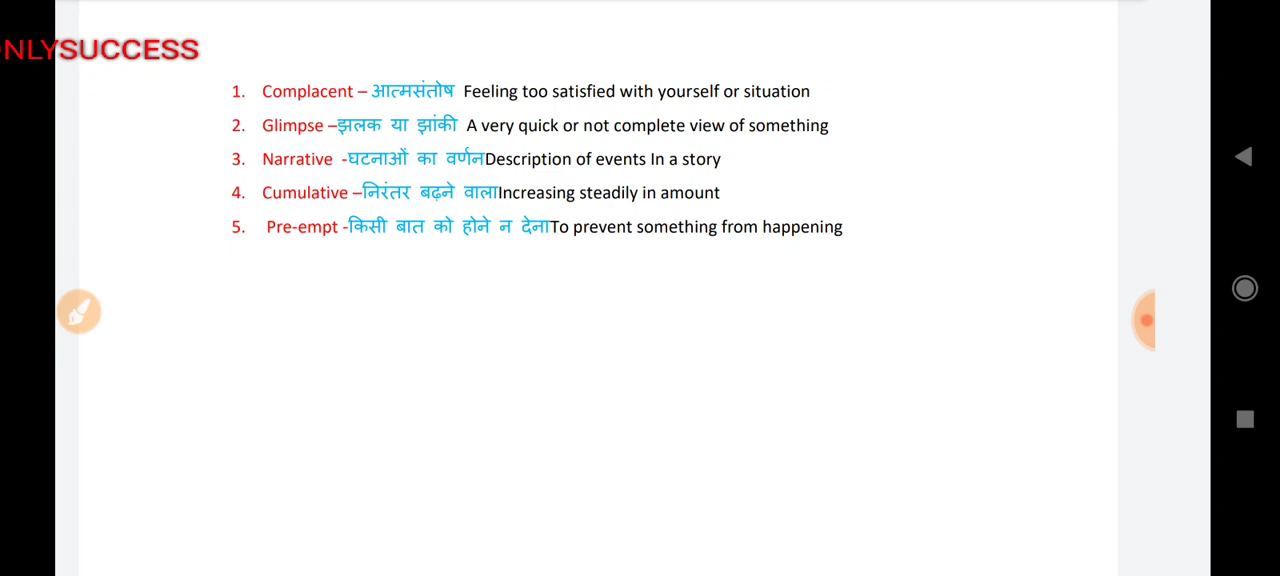 NLYSUCCESS
1. Complacent – आत्मसंतोष Feeling too satisfied with yourself or situation
2. Glimpse –झलक या झांकी A very quick or not complete view of something
3. Narrative -घटनाओं का वर्णनDescription of events In a story
4. Cumulative –निरंतर बढ़ने वालाIncreasing steadily in amount
5. Pre-empt -किसी बात को होने न देनाTo prevent something from happening